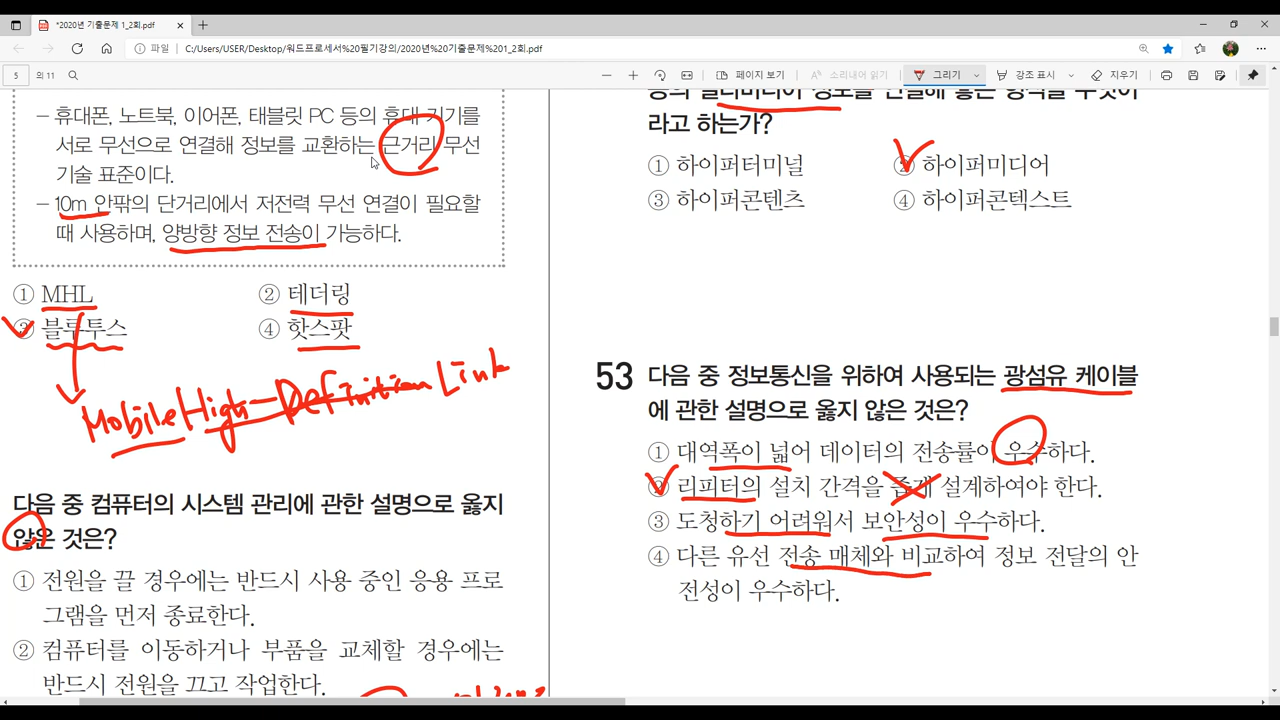 *2020년 기출문제 1_2회.pdf
파일
C:/Users/USER/Desktop/워드프로세서%20필기강의/2020년%20기출문제%201_2회.pdf
5 의 11
페이지 보기
소리내어 읽기
그리기
강조 표시
지우기
- 휴대폰, 노트북, 이어폰, 태블릿 PC 등의 휴대 기기를
서로 무선으로 연결해 정보를 교환하는 근거리 무선
기술 표준이다.
- 10m 안팎의 단거리에서 저전력 무선 연결이 필요할
때 사용하며, 양방향 정보 전송이 가능하다.
① MHL ② 테더링
③ 블루투스 ④ 핫스팟
Mobile High-Definition Link
다음 중 컴퓨터의 시스템 관리에 관한 설명으로 옳지
않은 것은?
① 전원을 끌 경우에는 반드시 사용 중인 응용 프로
그램을 먼저 종료한다.
② 컴퓨터를 이동하거나 부품을 교체할 경우에는
반드시 전원을 끄고 작업한다.
등의 멀티미디어 정보를 연결해 놓은 형식을 무엇이
라고 하는가?
① 하이퍼터미널 ② 하이퍼미디어
③ 하이퍼콘텐츠 ④ 하이퍼콘텍스트
53 다음 중 정보통신을 위하여 사용되는 광섬유 케이블
에 관한 설명으로 옳지 않은 것은?
① 대역폭이 넓어 데이터의 전송률이 우수하다.
② 리피터의 설치 간격을 좁게 설계하여야 한다.
③ 도청하기 어려워서 보안성이 우수하다.
④ 다른 유선 전송 매체와 비교하여 정보 전달의 안
전성이 우수하다.